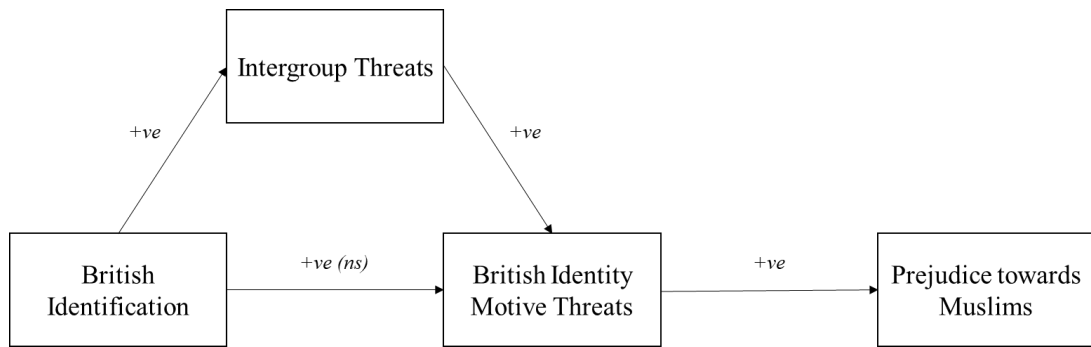 Intergroup Threats
+ve
+ve
British
Identification
+ve (ns)
British Identity
Motive Threats
+ve
Prejudice towards
Muslims